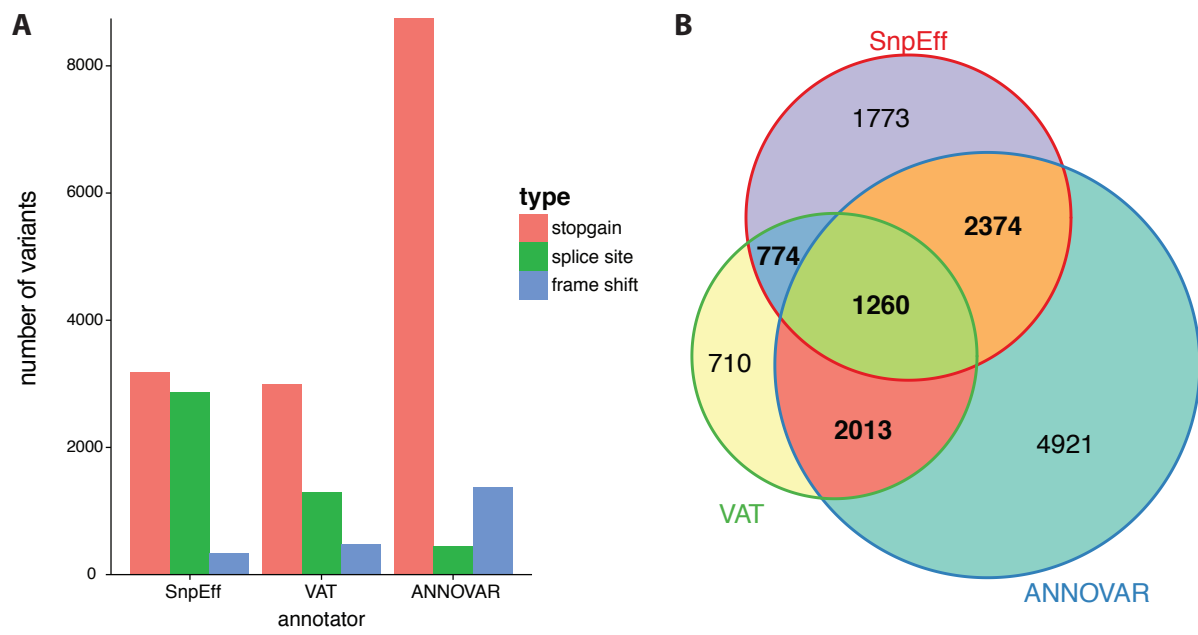 A
number of variants
8000
6000
4000
2000
0
SnpEff
VAT
ANNOVAR
annotator
type
stopgain
splice site
frame shift
B
SnpEff
1773
2374
774
1260
710
2013
4921
VAT
ANNOVAR